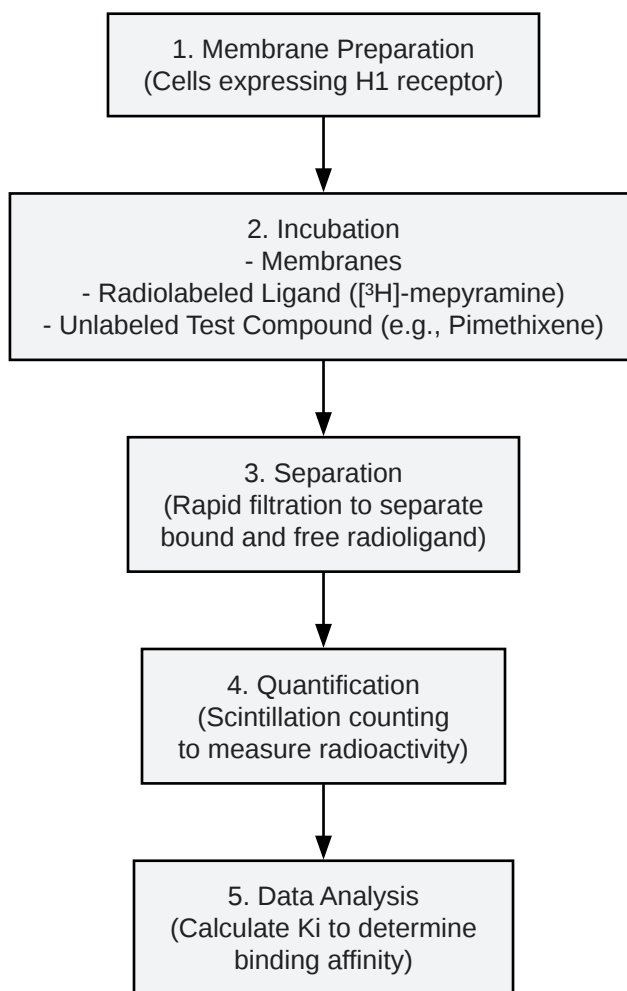 1. Membrane Preparation
(Cells expressing H1 receptor)
2. Incubation
- Membranes
- Radiolabeled Ligand ([³H]-mepyramine)
- Unlabeled Test Compound (e.g., Pimethixene)
3. Separation
(Rapid filtration to separate
bound and free radioligand)
4. Quantification
(Scintillation counting
to measure radioactivity)
5. Data Analysis
(Calculate Ki to determine
binding affinity)